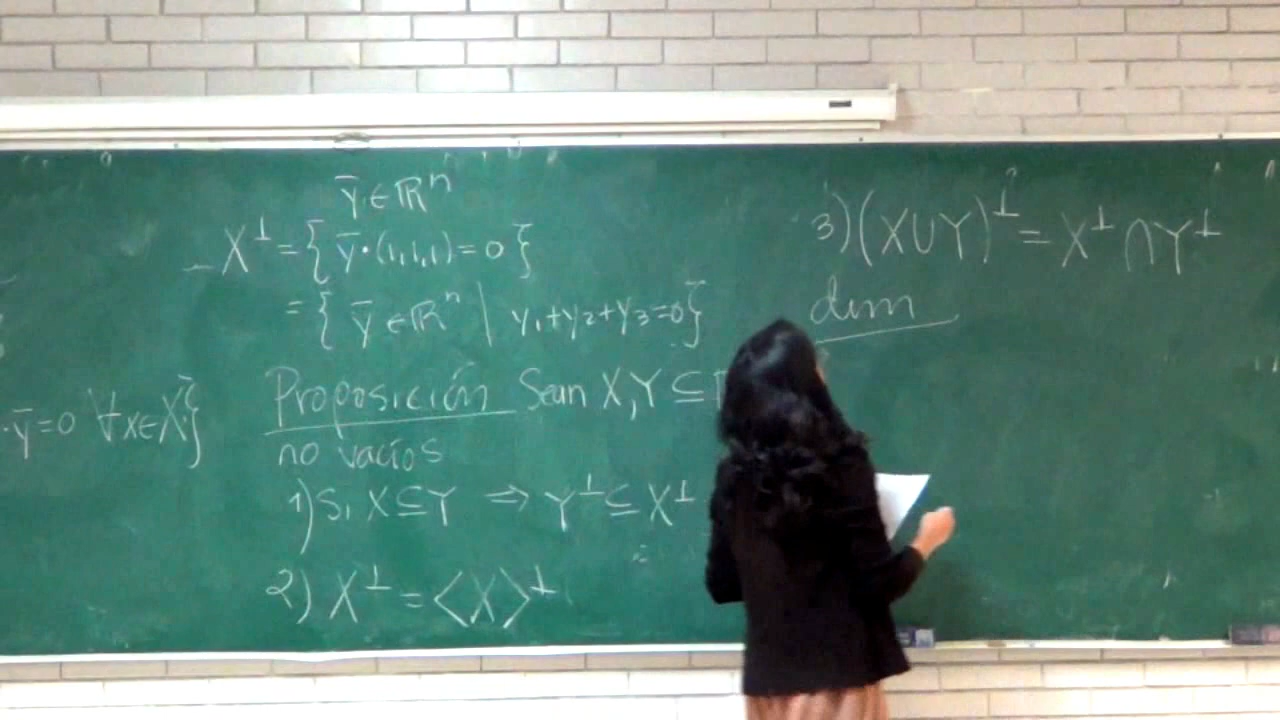 ·ȳ=0 ∀x∈X}
ȳ∈ℝⁿ
X^⊥={ȳ·(1,1,1)=0}
={ȳ∈ℝⁿ | y₁+y₂+y₃=0}
Proposición Sean X,Y⊆
no vacíos
1) Si X⊆Y ⇒ Y^⊥⊆X^⊥
2) X^⊥=⟨X⟩^⊥
3) (X∪Y)^⊥=X^⊥∩Y^⊥
dem